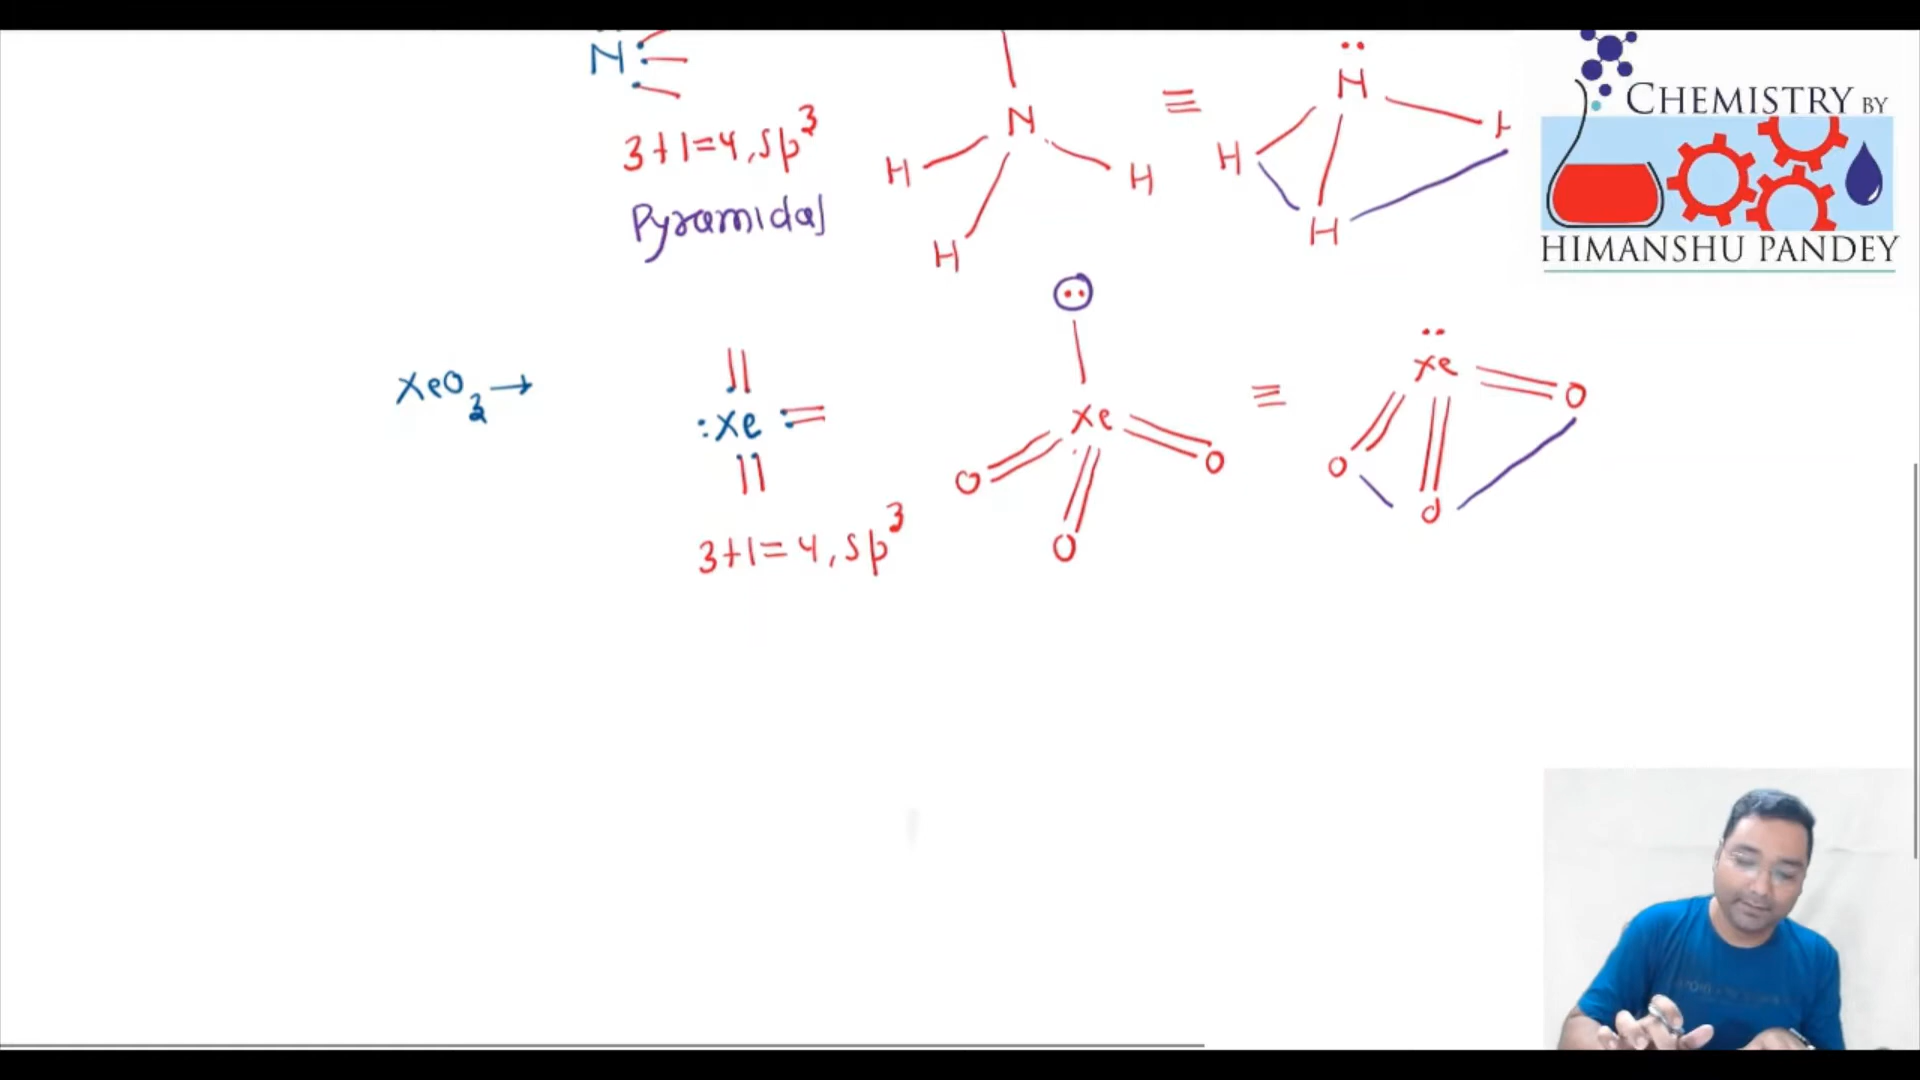 N
3+1=4, sp³
Pyramidal
N
H
H
H
≡
H
H
H
H
CHEMISTRY BY
HIMANSHU PANDEY
XeO₃ →
:Xe
3+1=4, sp³
Xe
O
O
O
≡
Xe
O
O
O